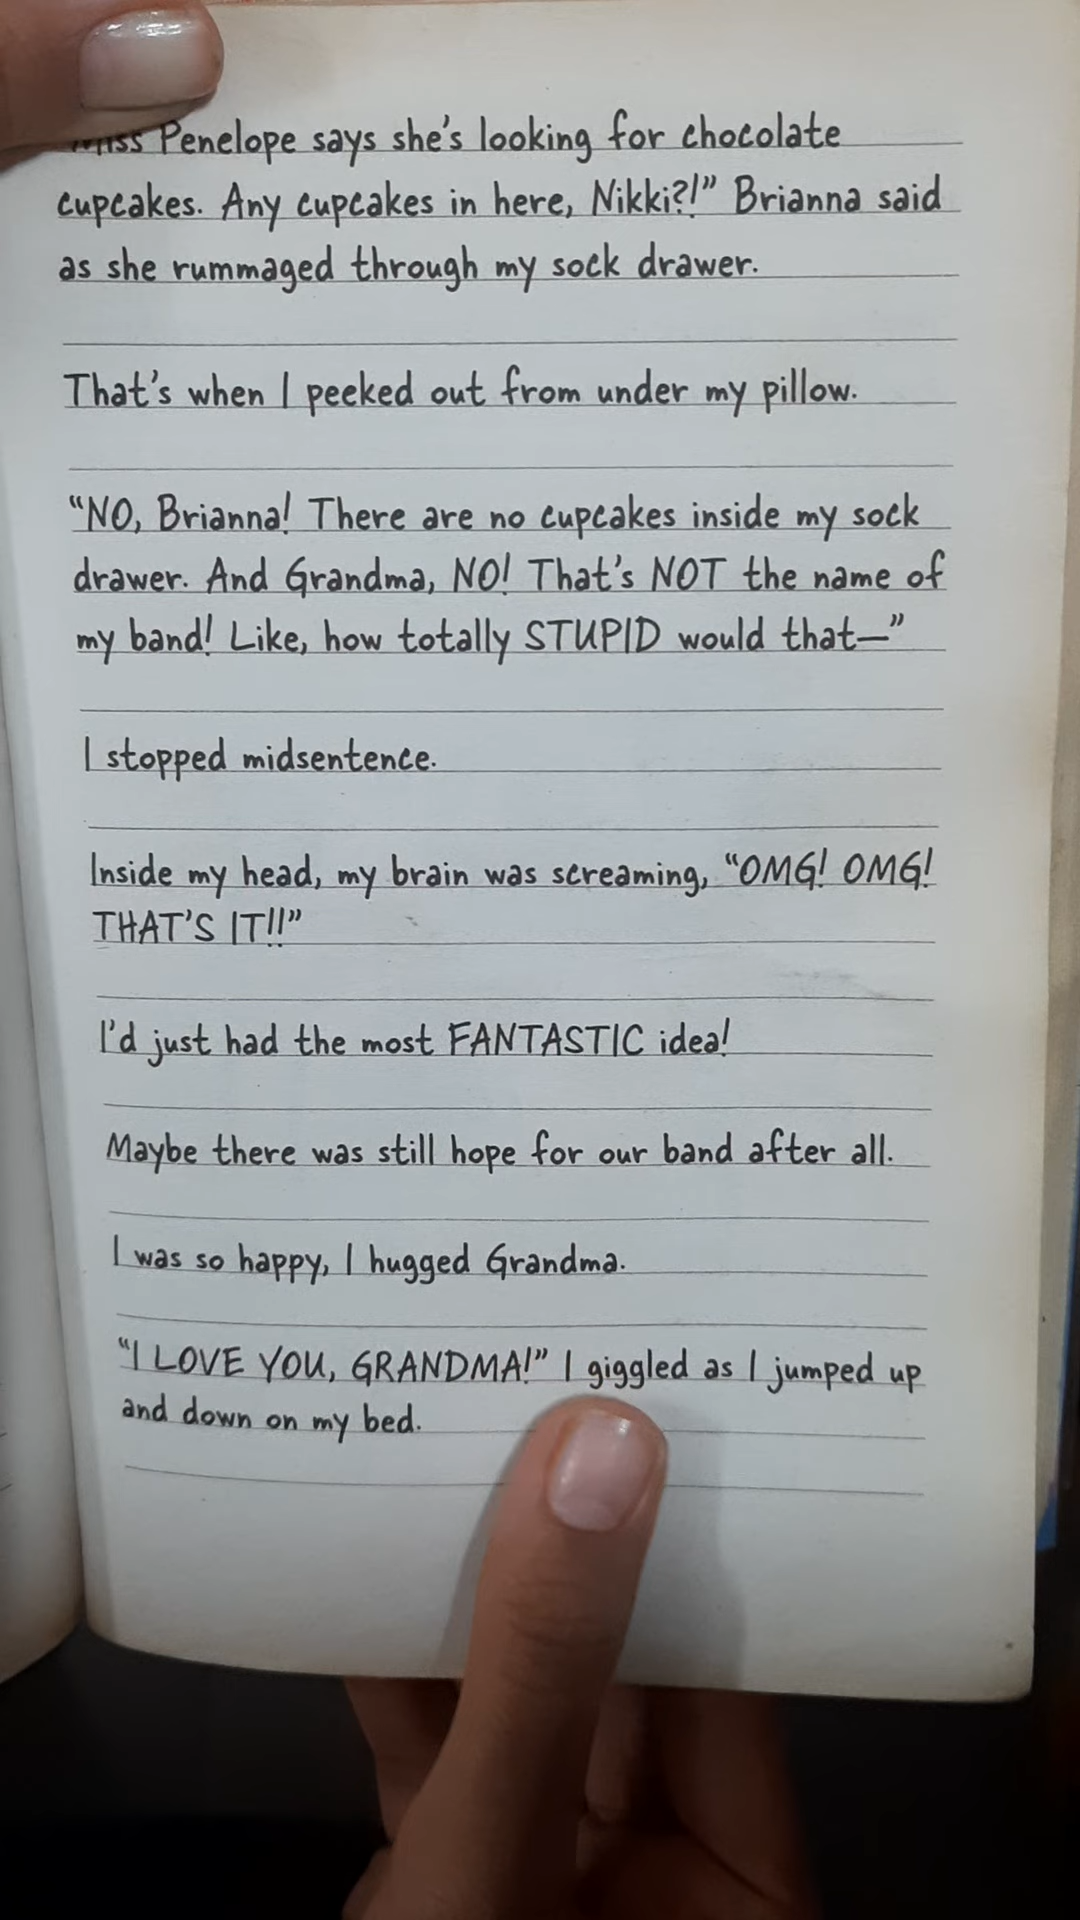 Miss Penelope says she's looking for chocolate
cupcakes. Any cupcakes in here, Nikki?!” Brianna said
as she rummaged through my sock drawer.
That's when I peeked out from under my pillow.
“NO, Brianna! There are no cupcakes inside my sock
drawer. And Grandma, NO! That's NOT the name of
my band! Like, how totally STUPID would that—”
I stopped midsentence.
Inside my head, my brain was screaming, “OMG! OMG!
THAT'S IT!!”
I'd just had the most FANTASTIC idea!
Maybe there was still hope for our band after all.
I was so happy, I hugged Grandma.
“I LOVE YOU, GRANDMA!” I giggled as I jumped up
and down on my bed.